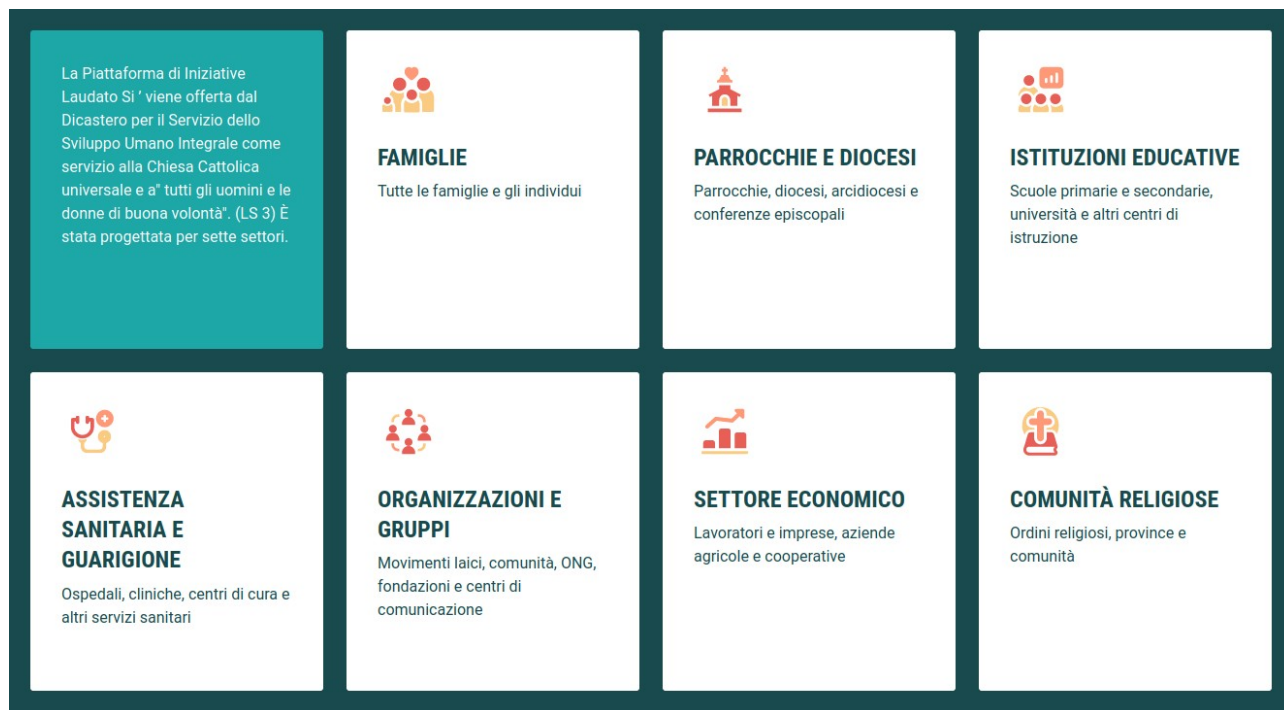 La Piattaforma di Iniziative
Laudato Si ' viene offerta dal
Dicastero per il Servizio dello
Sviluppo Umano Integrale come
servizio alla Chiesa Cattolica
universale e a" tutti gli uomini e le
donne di buona volontà". (LS 3) È
stata progettata per sette settori.
FAMIGLIE
Tutte le famiglie e gli individui
PARROCCHIE E DIOCESI
Parrocchie, diocesi, arcidiocesi e
conferenze episcopali
ISTITUZIONI EDUCATIVE
Scuole primarie e secondarie,
università e altri centri di
istruzione
ASSISTENZA
SANITARIA E
GUARIGIONE
Ospedali, cliniche, centri di cura e
altri servizi sanitari
ORGANIZZAZIONI E
GRUPPI
Movimenti laici, comunità, ONG,
fondazioni e centri di
comunicazione
SETTORE ECONOMICO
Lavoratori e imprese, aziende
agricole e cooperative
COMUNITÀ RELIGIOSE
Ordini religiosi, province e
comunità